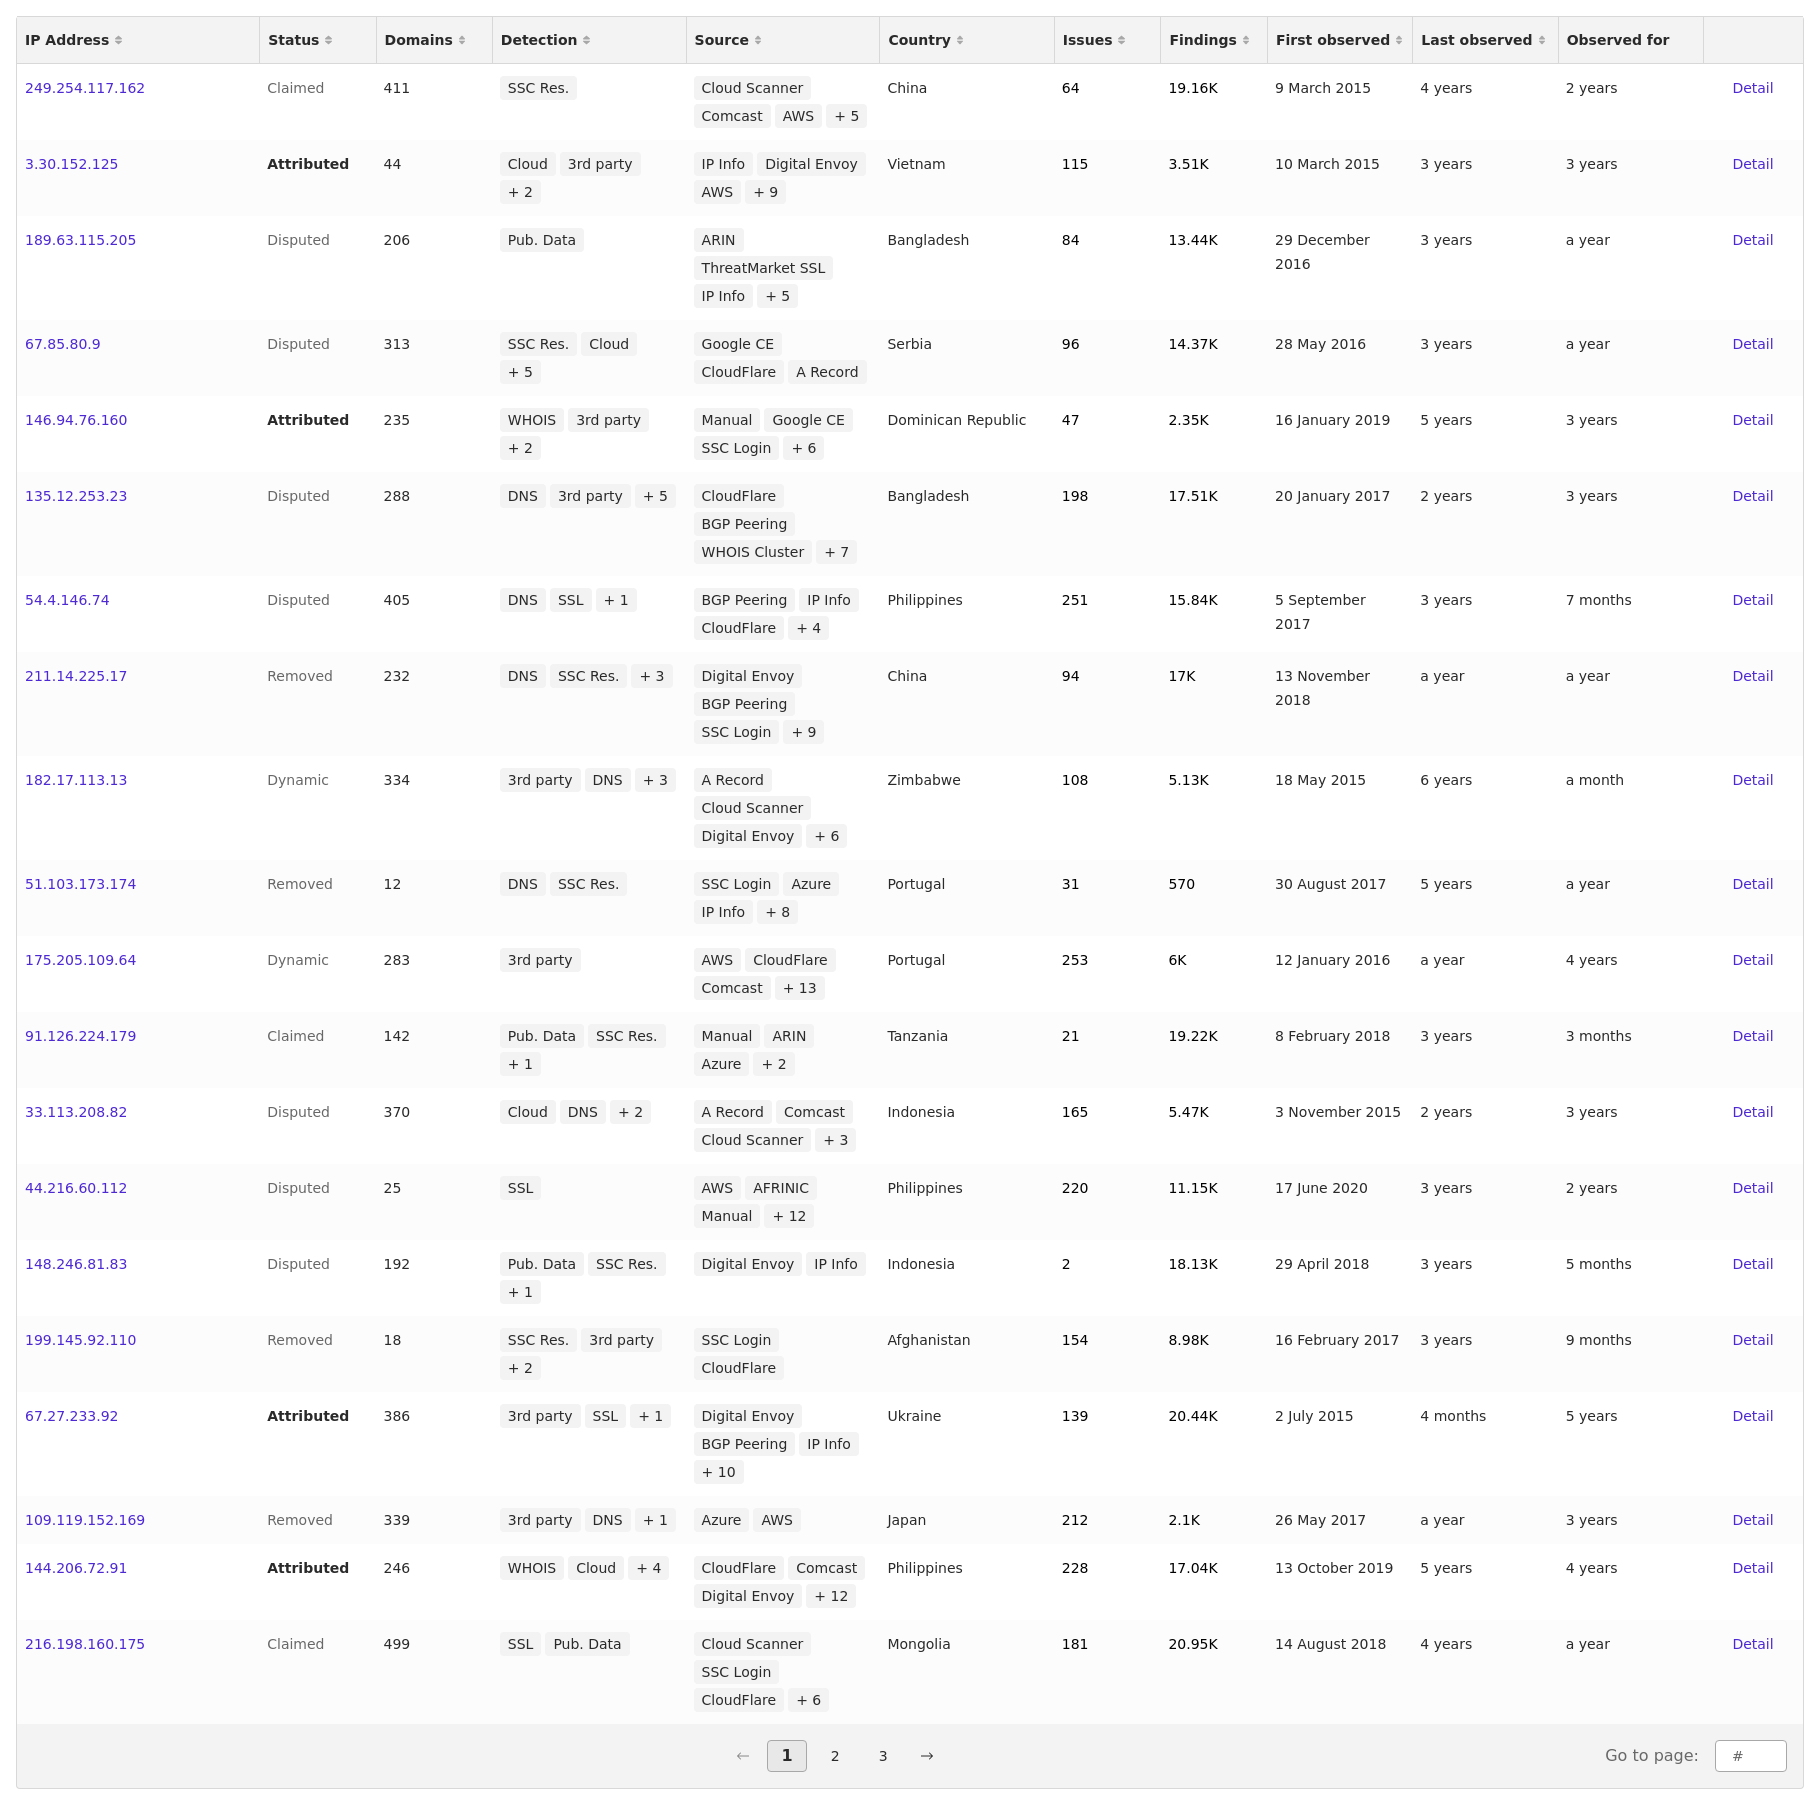 IP Address Status Domains Detection Source Country Issues Findings First observed Last observed Observed for
249.254.117.162 Claimed 411 SSC Res. Cloud Scanner China 64 19.16K 9 March 2015 4 years 2 years Detail
Comcast AWS + 5
3.30.152.125 Attributed 44 Cloud 3rd party IP Info Digital Envoy Vietnam 115 3.51K 10 March 2015 3 years 3 years Detail
+ 2 AWS + 9
189.63.115.205 Disputed 206 Pub. Data ARIN Bangladesh 84 13.44K 29 December 3 years a year Detail
ThreatMarket SSL 2016
IP Info + 5
67.85.80.9 Disputed 313 SSC Res. Cloud Google CE Serbia 96 14.37K 28 May 2016 3 years a year Detail
+ 5 CloudFlare A Record
146.94.76.160 Attributed 235 WHOIS 3rd party Manual Google CE Dominican Republic 47 2.35K 16 January 2019 5 years 3 years Detail
+ 2 SSC Login + 6
135.12.253.23 Disputed 288 DNS 3rd party + 5 CloudFlare Bangladesh 198 17.51K 20 January 2017 2 years 3 years Detail
BGP Peering
WHOIS Cluster + 7
54.4.146.74 Disputed 405 DNS SSL + 1 BGP Peering IP Info Philippines 251 15.84K 5 September 3 years 7 months Detail
CloudFlare + 4 2017
211.14.225.17 Removed 232 DNS SSC Res. + 3 Digital Envoy China 94 17K 13 November a year a year Detail
BGP Peering 2018
SSC Login + 9
182.17.113.13 Dynamic 334 3rd party DNS + 3 A Record Zimbabwe 108 5.13K 18 May 2015 6 years a month Detail
Cloud Scanner
Digital Envoy + 6
51.103.173.174 Removed 12 DNS SSC Res. SSC Login Azure Portugal 31 570 30 August 2017 5 years a year Detail
IP Info + 8
175.205.109.64 Dynamic 283 3rd party AWS CloudFlare Portugal 253 6K 12 January 2016 a year 4 years Detail
Comcast + 13
91.126.224.179 Claimed 142 Pub. Data SSC Res. Manual ARIN Tanzania 21 19.22K 8 February 2018 3 years 3 months Detail
+ 1 Azure + 2
33.113.208.82 Disputed 370 Cloud DNS + 2 A Record Comcast Indonesia 165 5.47K 3 November 2015 2 years 3 years Detail
Cloud Scanner + 3
44.216.60.112 Disputed 25 SSL AWS AFRINIC Philippines 220 11.15K 17 June 2020 3 years 2 years Detail
Manual + 12
148.246.81.83 Disputed 192 Pub. Data SSC Res. Digital Envoy IP Info Indonesia 2 18.13K 29 April 2018 3 years 5 months Detail
+ 1
199.145.92.110 Removed 18 SSC Res. 3rd party SSC Login Afghanistan 154 8.98K 16 February 2017 3 years 9 months Detail
+ 2 CloudFlare
67.27.233.92 Attributed 386 3rd party SSL + 1 Digital Envoy Ukraine 139 20.44K 2 July 2015 4 months 5 years Detail
BGP Peering IP Info
+ 10
109.119.152.169 Removed 339 3rd party DNS + 1 Azure AWS Japan 212 2.1K 26 May 2017 a year 3 years Detail
144.206.72.91 Attributed 246 WHOIS Cloud + 4 CloudFlare Comcast Philippines 228 17.04K 13 October 2019 5 years 4 years Detail
Digital Envoy + 12
216.198.160.175 Claimed 499 SSL Pub. Data Cloud Scanner Mongolia 181 20.95K 14 August 2018 4 years a year Detail
SSC Login
CloudFlare + 6
← 1 2 3 → Go to page: #